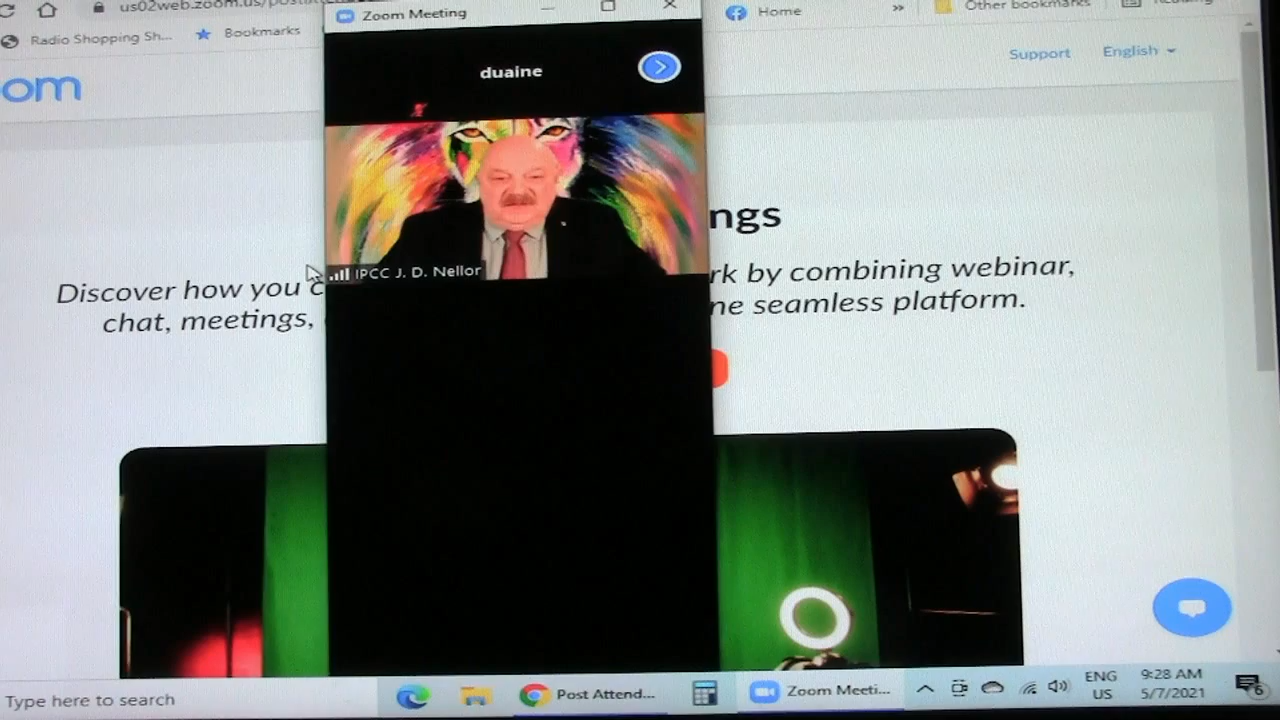 us02web.zoom.us/post
Zoom Meeting
Home
»
Other bookmarks
Radio Shopping Sh...
Bookmarks
om
Support
English
duaine
IPCC J. D. Nellor
ngs
Discover how you c
rk by combining webinar,
chat, meetings,
ne seamless platform.
Type here to search
Post Attend...
Zoom Meeti...
ENG
US
9:28 AM
5/7/2021
6